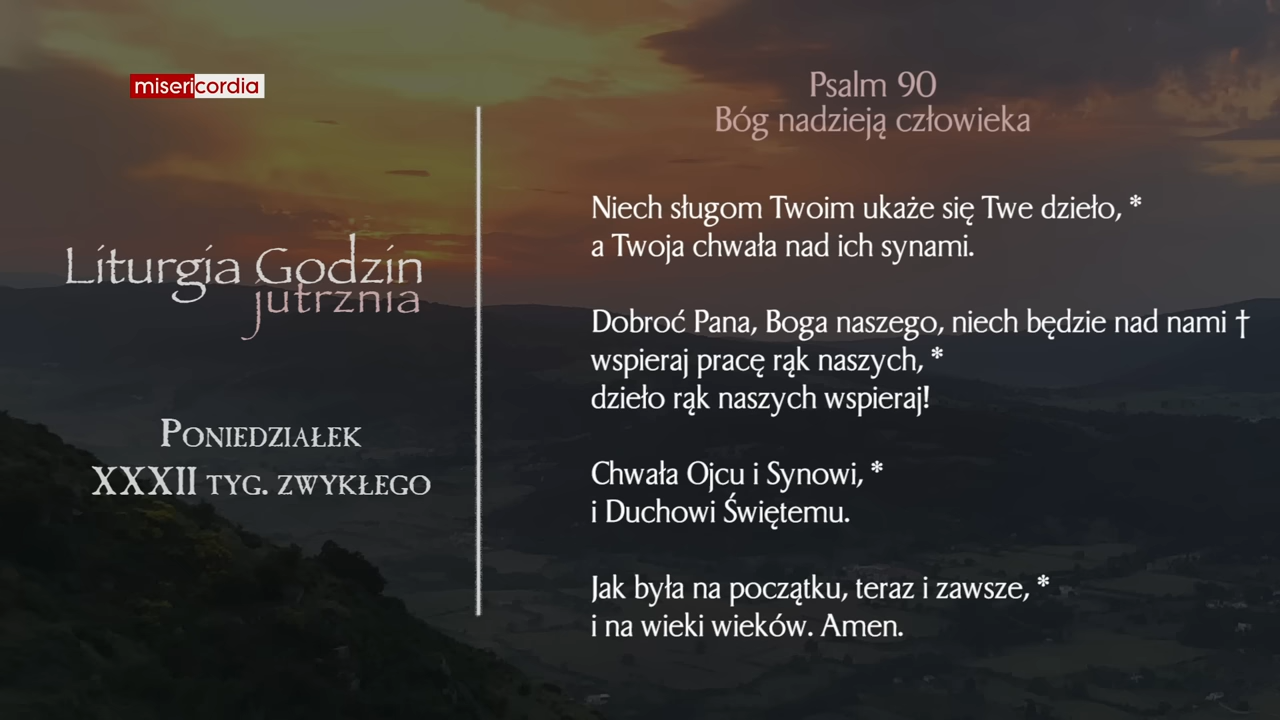 misericordia
Liturgia Godzin
jutrznia
Poniedziałek
XXXII tyg. zwykłego
Psalm 90
Bóg nadzieją człowieka
Niech sługom Twoim ukaże się Twe dzieło, *
a Twoja chwała nad ich synami.
Dobroć Pana, Boga naszego, niech będzie nad nami †
wspieraj pracę rąk naszych, *
dzieło rąk naszych wspieraj!
Chwała Ojcu i Synowi, *
i Duchowi Świętemu.
Jak była na początku, teraz i zawsze, *
i na wieki wieków. Amen.